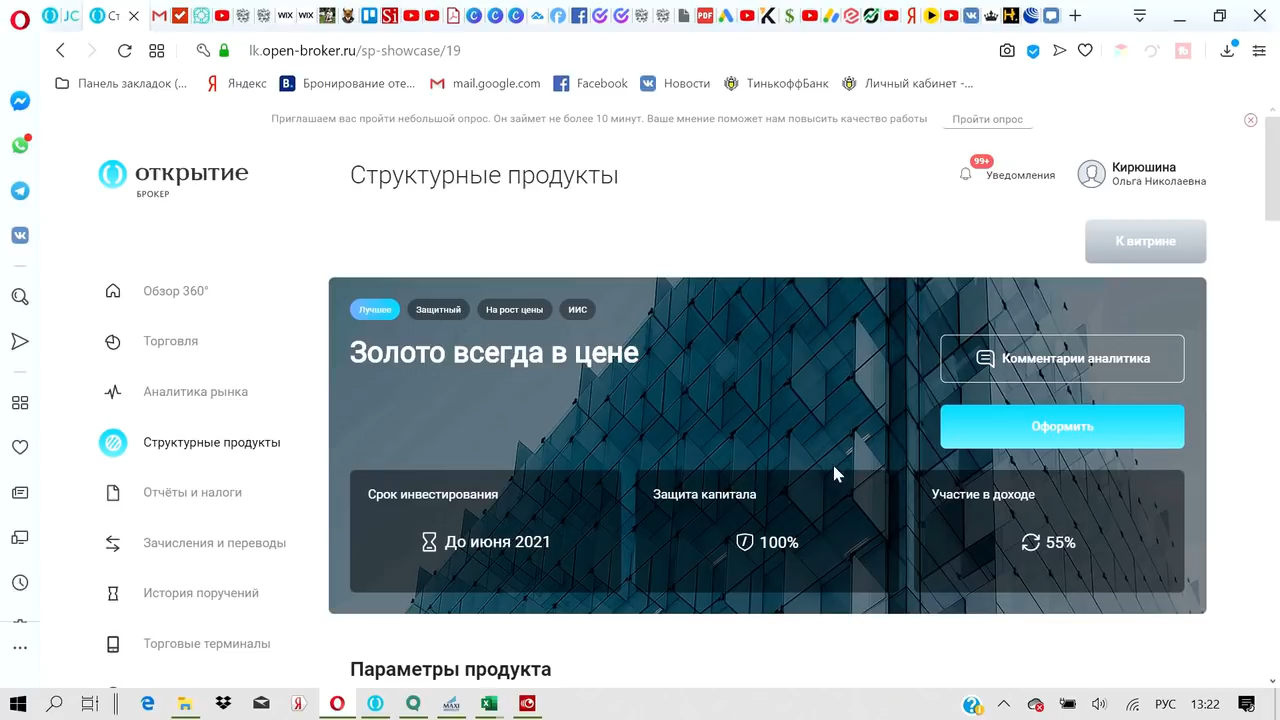 JC
Ст
lk.open-broker.ru/sp-showcase/19
Панель закладок (...
Яндекс
Бронирование оте...
mail.google.com
Facebook
Новости
ТинькоффБанк
Личный кабинет -...
Приглашаем вас пройти небольшой опрос. Он займет не более 10 минут. Ваше мнение поможет нам повысить качество работы
Пройти опрос
открытие
БРОКЕР
Структурные продукты
99+
Уведомления
Кирюшина
Ольга Николаевна
К витрине
Обзор 360°
Торговля
Аналитика рынка
Структурные продукты
Отчёты и налоги
Зачисления и переводы
История поручений
Торговые терминалы
Лучшее
Защитный
На рост цены
ИИС
Золото всегда в цене
Комментарии аналитика
Оформить
Срок инвестирования
Защита капитала
Участие в доходе
До июня 2021
100%
55%
Параметры продукта
РУС
13:22